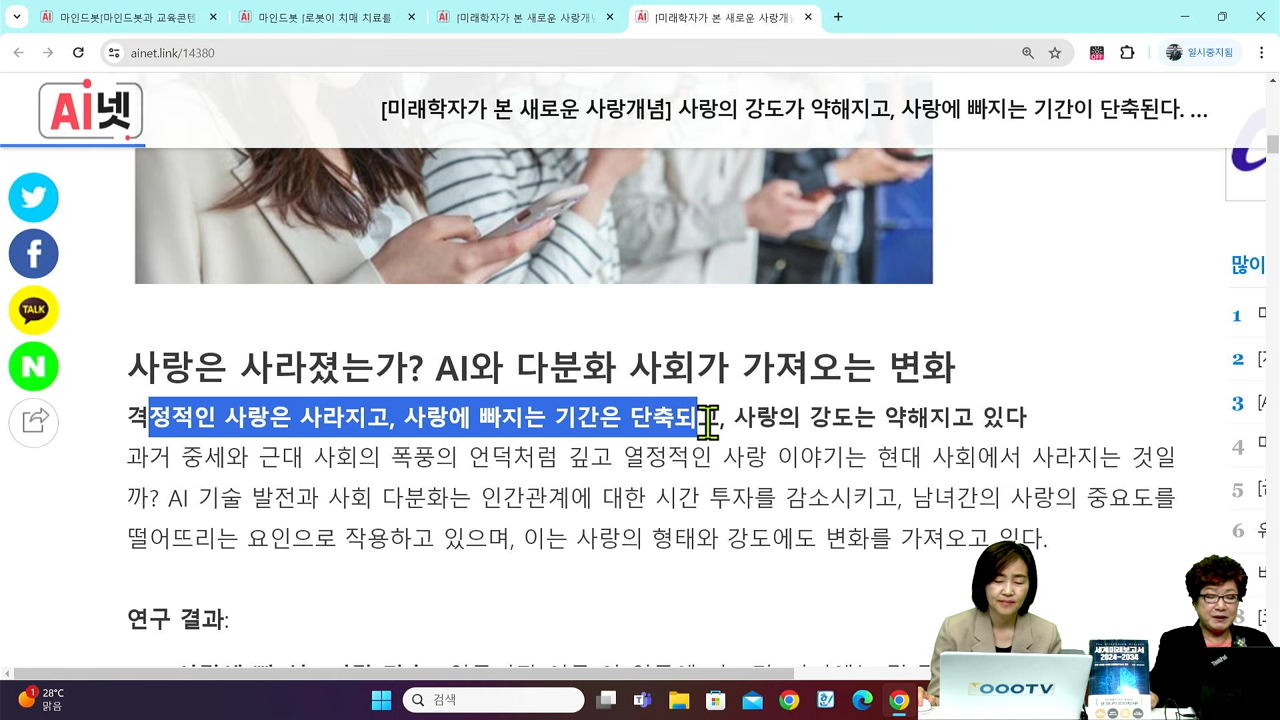 마인드봇[마인드봇과 교육콘텐
마인드봇 [로봇이 치매 치료를
[미래학자가 본 새로운 사랑개
[미래학자가 본 새로운 사랑개
ainet.link/14380
OFF
일시중지됨
Ai넷
[미래학자가 본 새로운 사랑개념] 사랑의 강도가 약해지고, 사랑에 빠지는 기간이 단축된다. ...
TALK
N
많이
1
2
3
4
5
6
8
사랑은 사라졌는가? AI와 다분화 사회가 가져오는 변화
격정적인 사랑은 사라지고, 사랑에 빠지는 기간은 단축되고, 사랑의 강도는 약해지고 있다
과거 중세와 근대 사회의 폭풍의 언덕처럼 깊고 열정적인 사랑 이야기는 현대 사회에서 사라지는 것일
까? AI 기술 발전과 사회 다분화는 인간관계에 대한 시간 투자를 감소시키고, 남녀간의 사랑의 중요도를
떨어뜨리는 요인으로 작용하고 있으며, 이는 사랑의 형태와 강도에도 변화를 가져오고 있다.
연구 결과:
세계미래보고서
2024-2034
YOOOTV
ThinkPad
1
28°C
맑음
검색